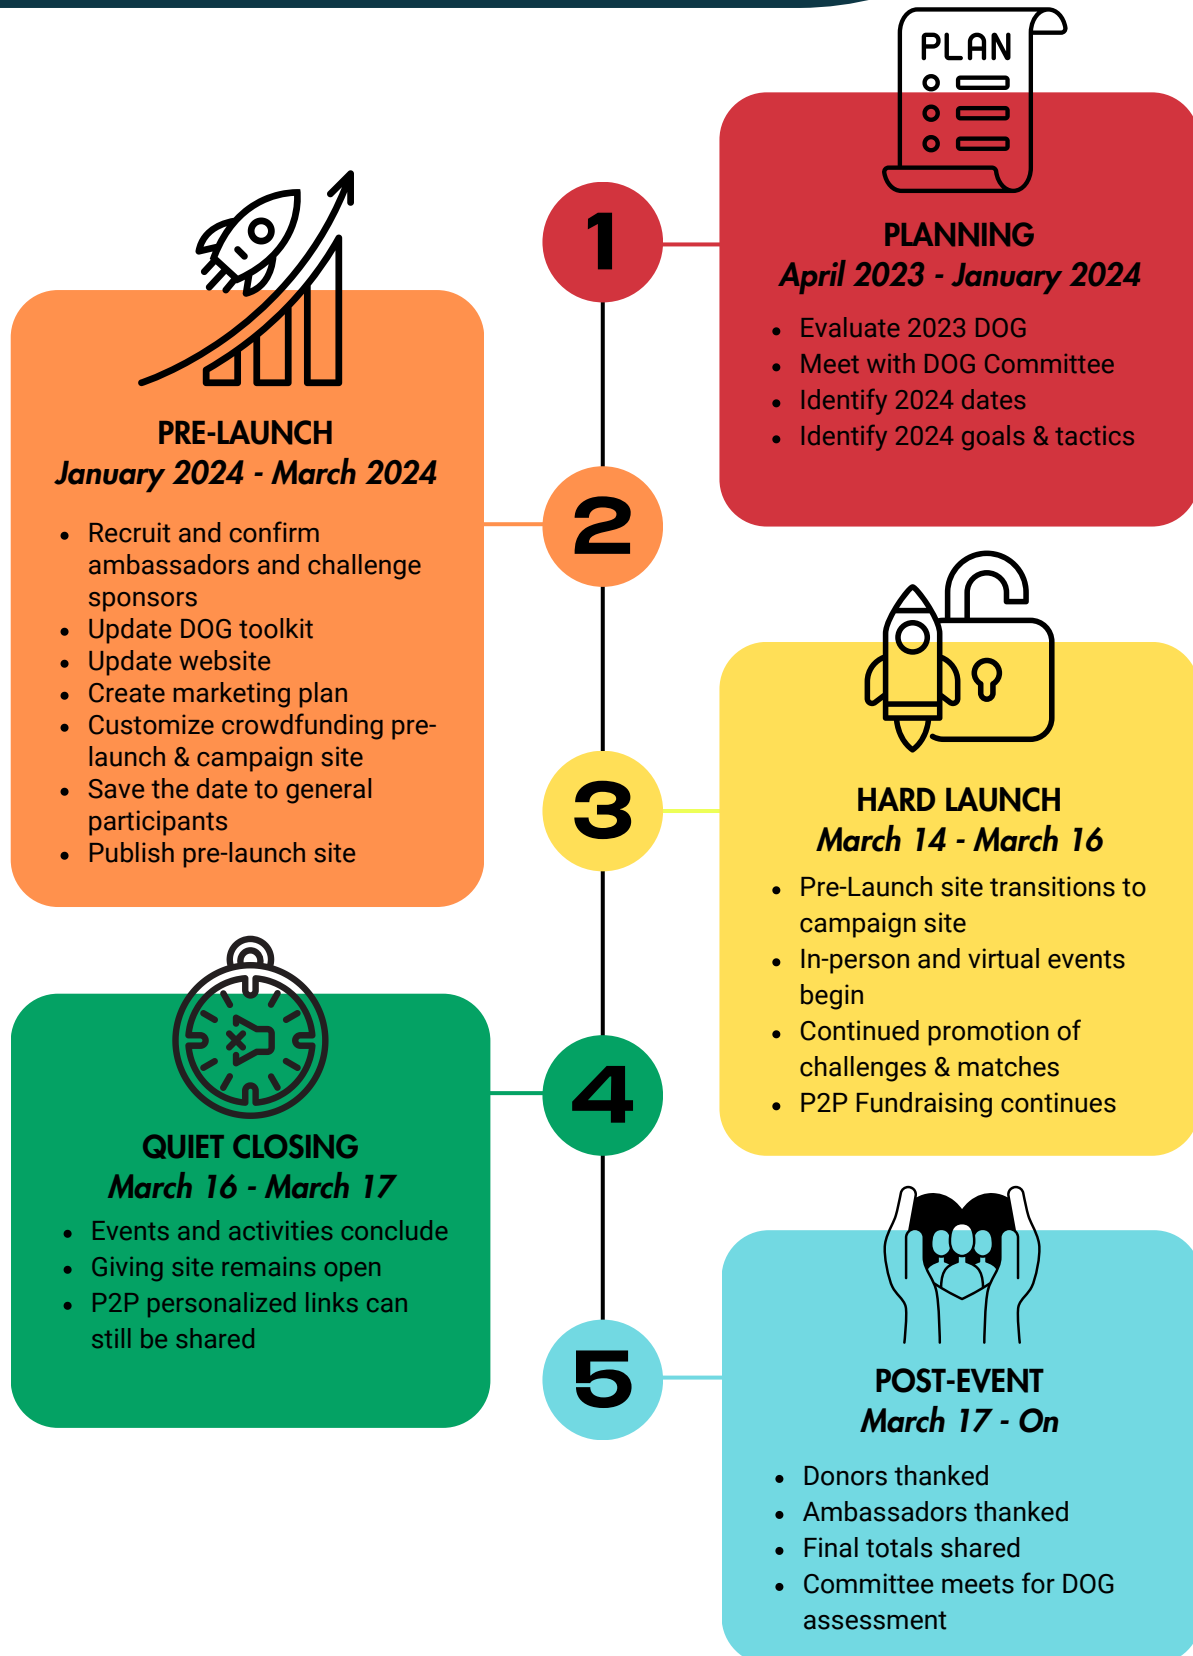 PLAN
1
PLANNING
April 2023 - January 2024
• Evaluate 2023 DOG
• Meet with DOG Committee
• Identify 2024 dates
• Identify 2024 goals & tactics
2
PRE-LAUNCH
January 2024 - March 2024
• Recruit and confirm
ambassadors and challenge
sponsors
• Update DOG toolkit
• Update website
• Create marketing plan
• Customize crowdfunding pre-
launch & campaign site
• Save the date to general
participants
• Publish pre-launch site
3
HARD LAUNCH
March 14 - March 16
• Pre-Launch site transitions to
campaign site
• In-person and virtual events
begin
• Continued promotion of
challenges & matches
• P2P Fundraising continues
4
QUIET CLOSING
March 16 - March 17
• Events and activities conclude
• Giving site remains open
• P2P personalized links can
still be shared
5
POST-EVENT
March 17 - On
• Donors thanked
• Ambassadors thanked
• Final totals shared
• Committee meets for DOG
assessment